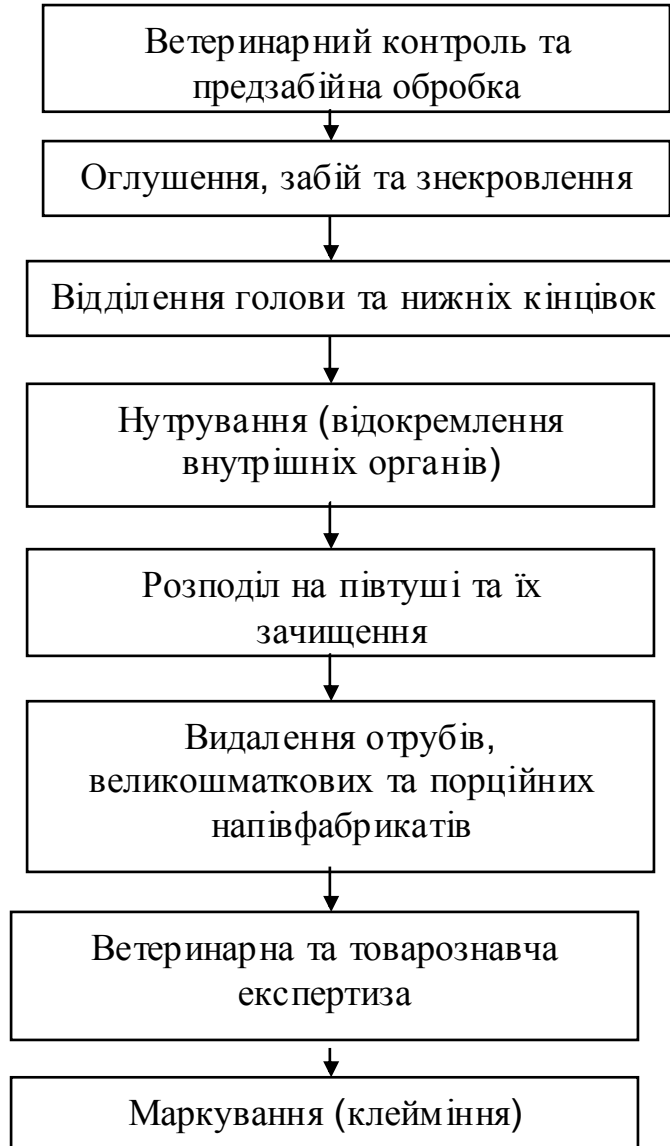 Ветеринарний контроль та
предзабійна обробка
Оглушення, забій та знекровлення
Відділення голови та нижніх кінцівок
Нутрування (відокремлення
внутрішніх органів)
Розподіл на півтуші та їх
зачищення
Видалення отрубів,
великошматкових та порційних
напівфабрикатів
Ветеринарна та товарознавча
експертиза
Маркування (клейміння)